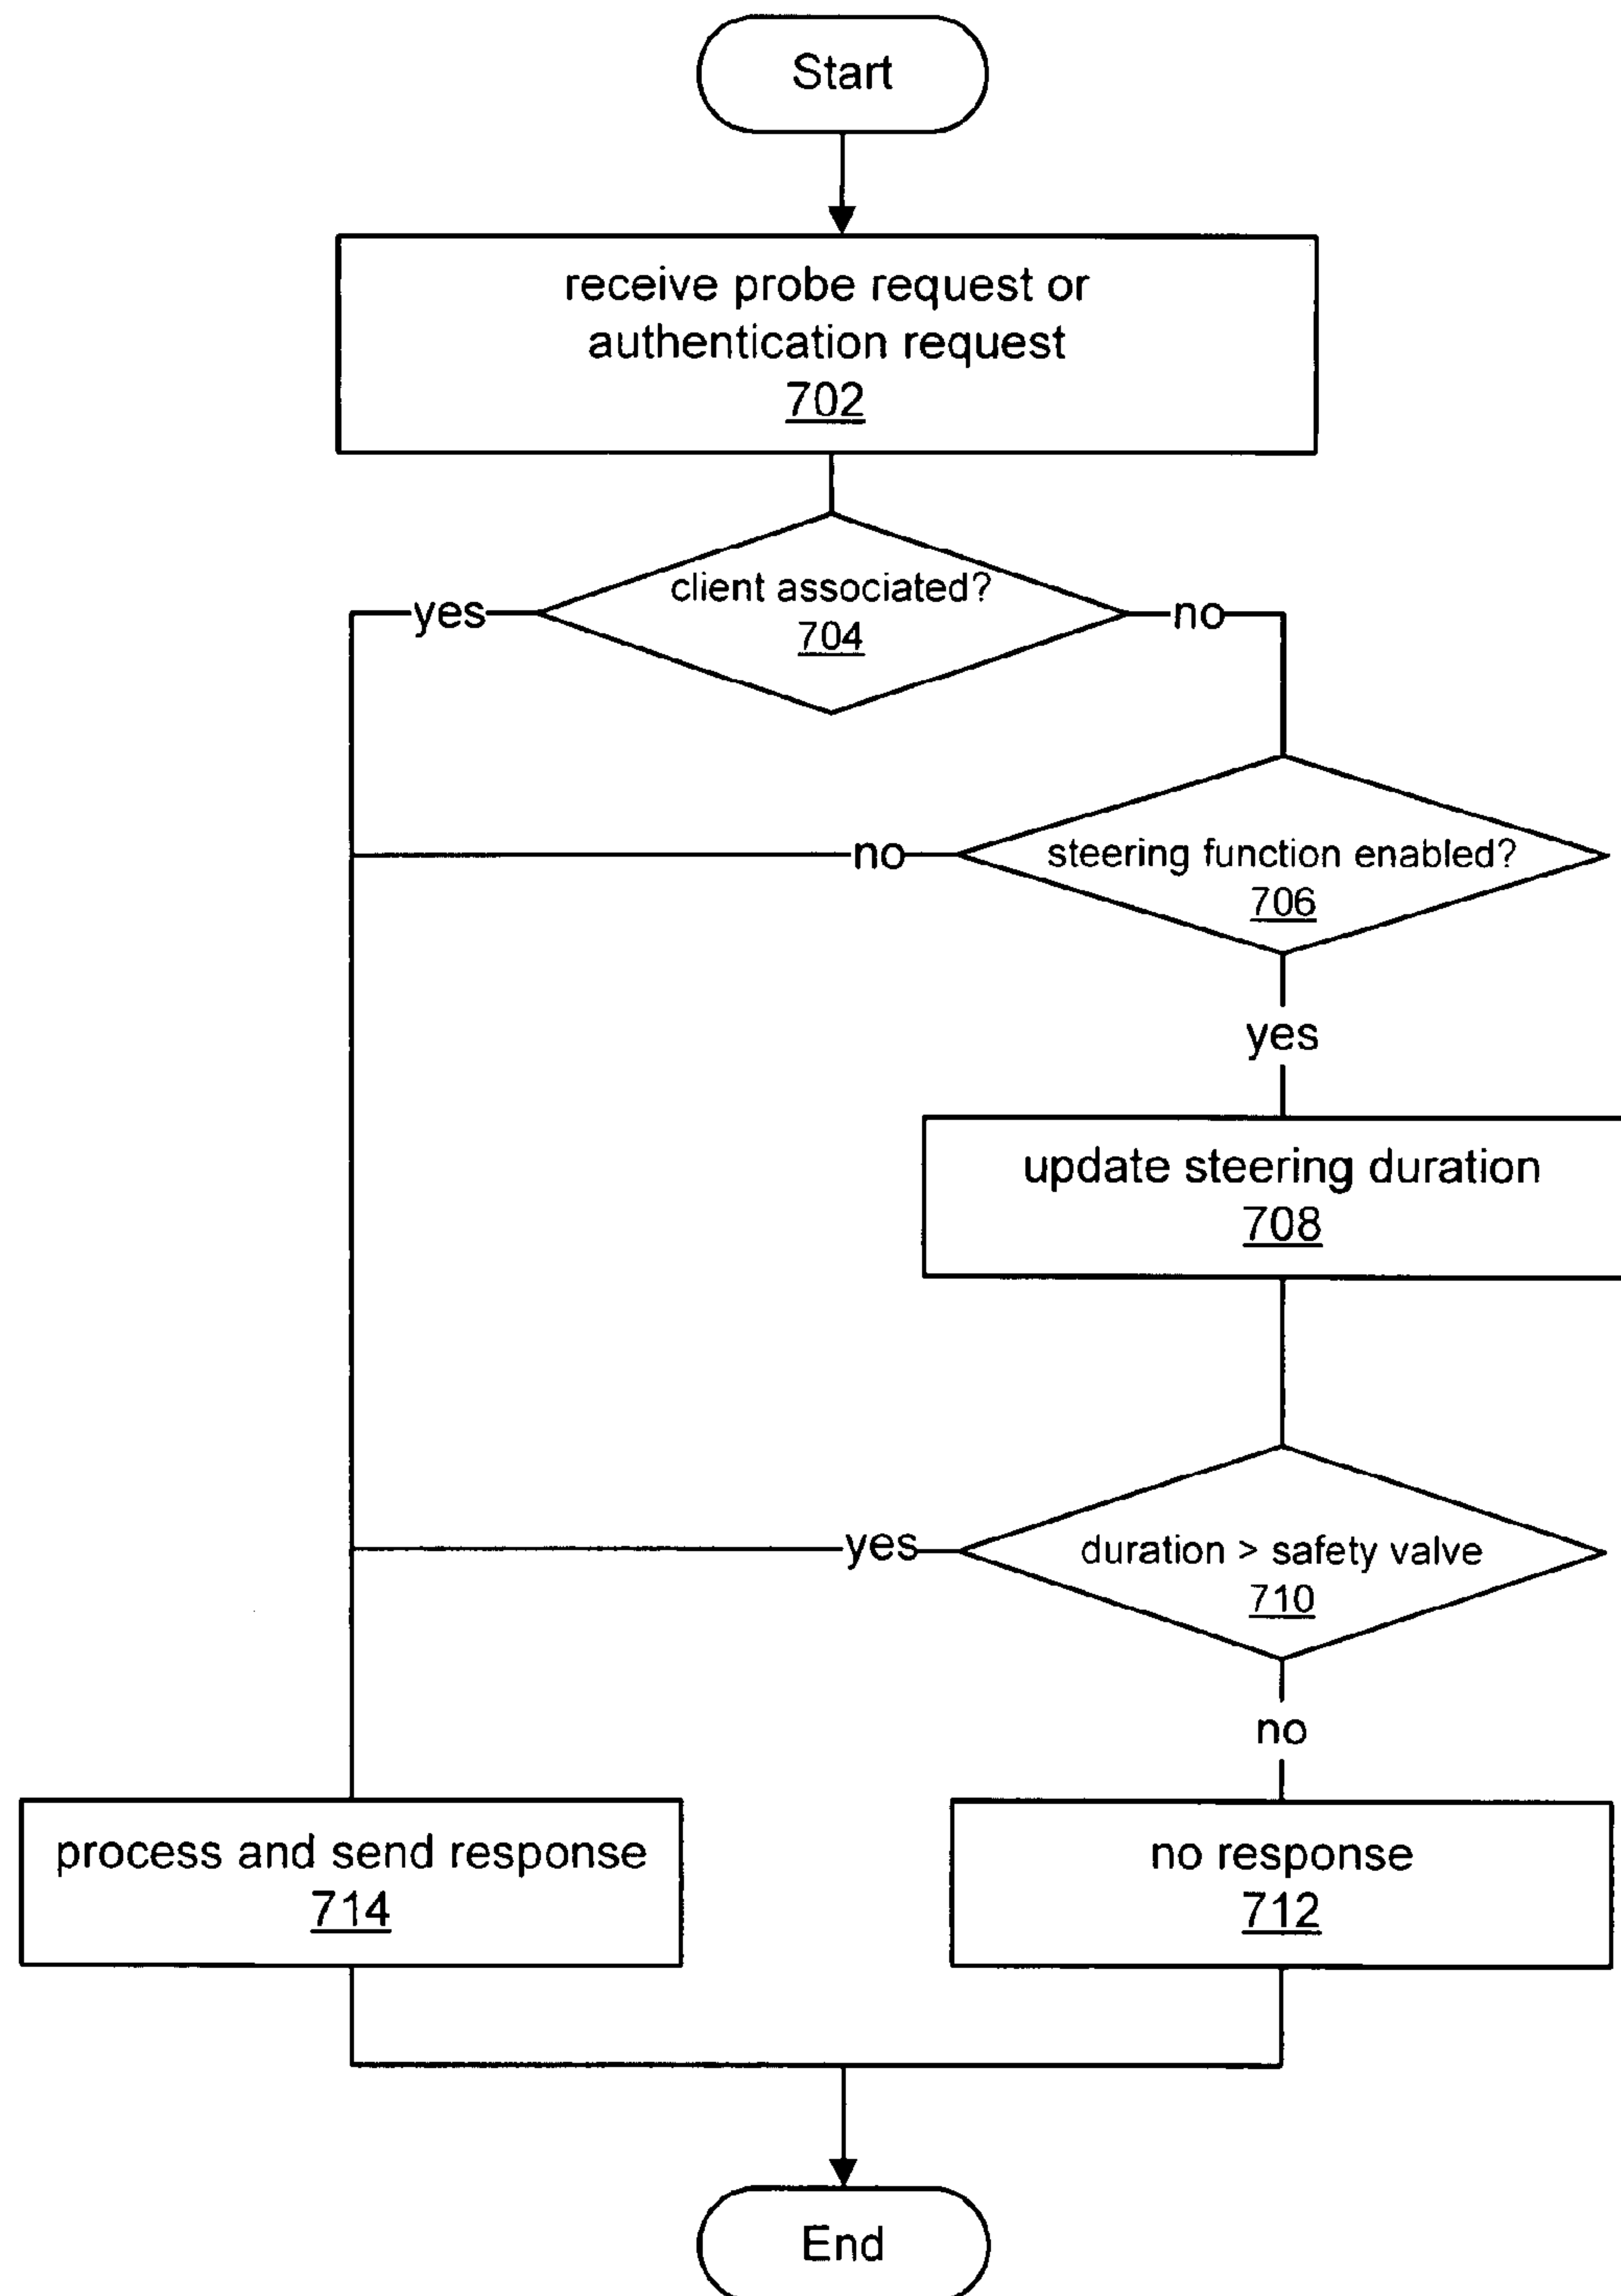 Start
receive probe request or
authentication request
702
client associated?
704
yes
no
no
steering function enabled?
706
yes
update steering duration
708
yes
duration > safety valve
710
no
process and send response
714
no response
712
End